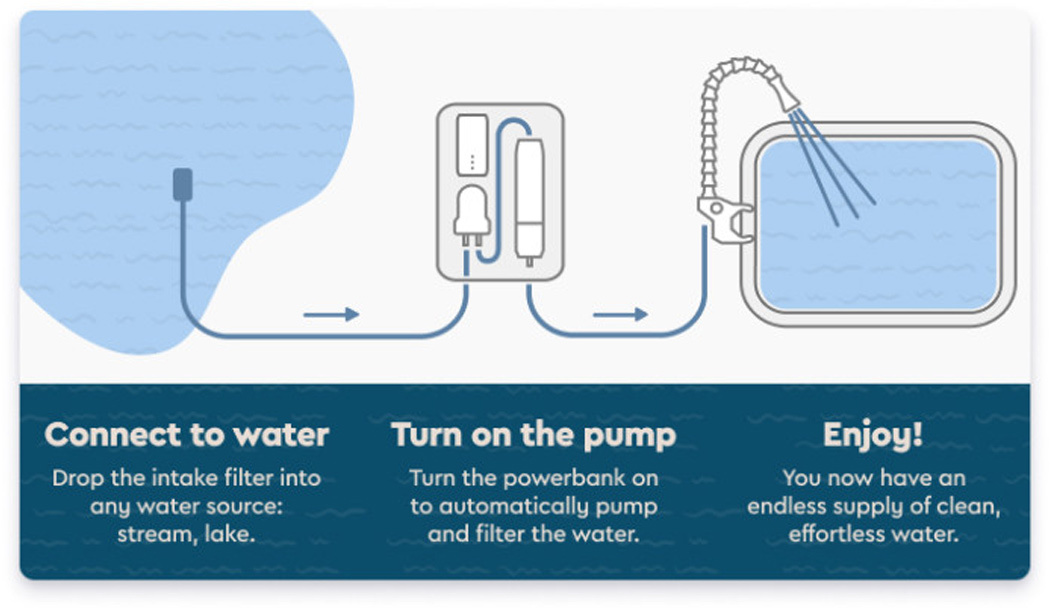 Connect to water
Drop the intake filter into
any water source:
stream, lake.
Turn on the pump
Turn the powerbank on
to automatically pump
and filter the water.
Enjoy!
You now have an
endless supply of clean,
effortless water.